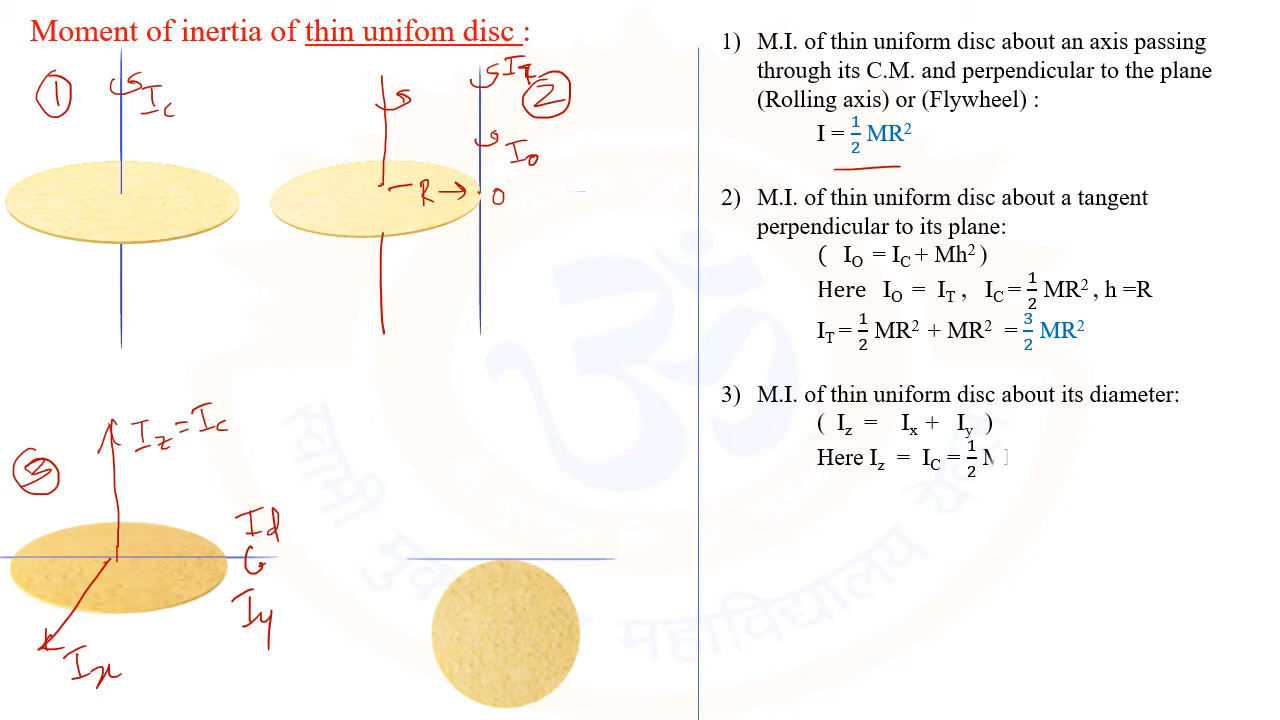 Moment of inertia of thin unifom disc :
① I_C
I_T ②
I_O
R → O
③ I_z = I_C
I_d
I_y
I_x
1) M.I. of thin uniform disc about an axis passing
through its C.M. and perpendicular to the plane
(Rolling axis) or (Flywheel) :
I = 1/2 MR²
2) M.I. of thin uniform disc about a tangent
perpendicular to its plane:
( I_O = I_C + Mh² )
Here I_O = I_T , I_C = 1/2 MR² , h =R
I_T = 1/2 MR² + MR² = 3/2 MR²
3) M.I. of thin uniform disc about its diameter:
( I_z = I_x + I_y )
Here I_z = I_C = 1/2 M
स्वामी
महाविद्यालय